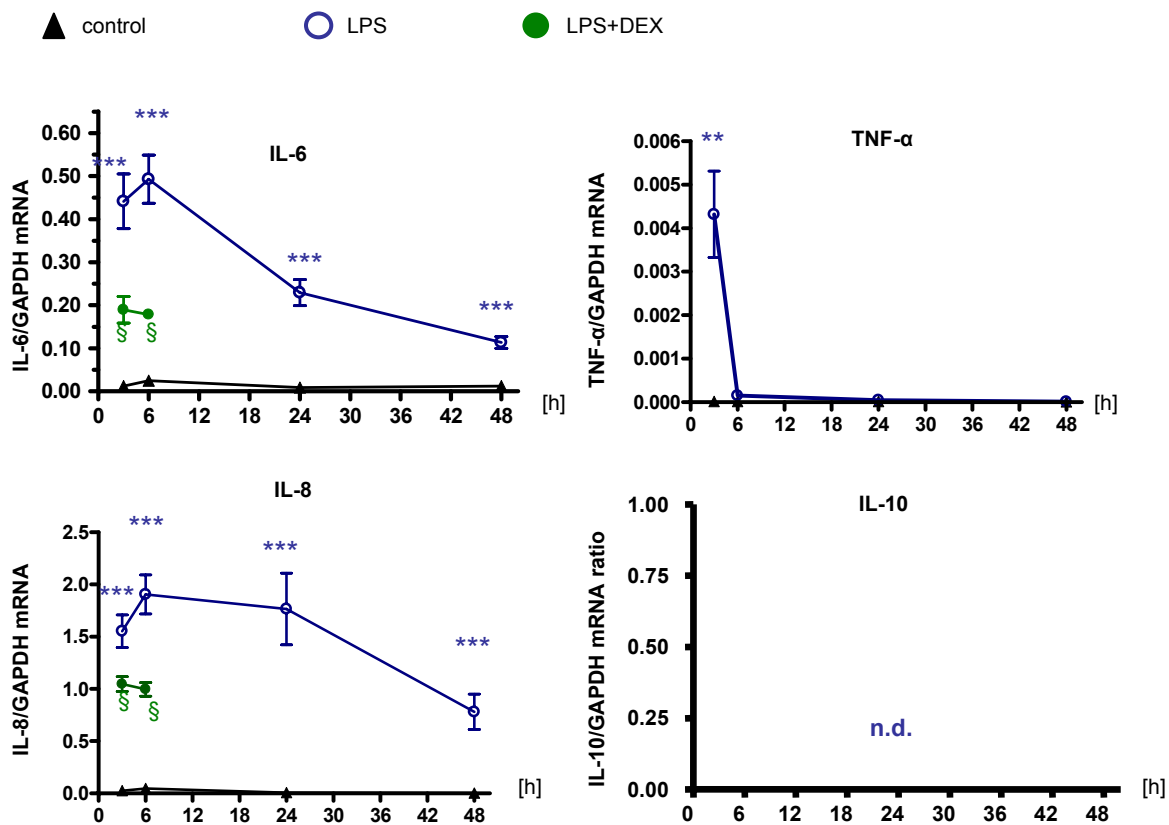 control LPS LPS+DEX
IL-6
IL-6/GAPDH mRNA
0.60
0.50
0.40
0.30
0.20
0.10
0.00
*** *** *** ***
§ §
0 6 12 18 24 30 36 42 48 [h]
TNF-α
TNF-α/GAPDH mRNA
0.006
0.005
0.004
0.003
0.002
0.001
0.000
**
0 6 12 18 24 30 36 42 48 [h]
IL-8
IL-8/GAPDH mRNA
2.5
2.0
1.5
1.0
0.5
0.0
*** *** *** ***
§ §
0 6 12 18 24 30 36 42 48 [h]
IL-10
IL-10/GAPDH mRNA ratio
1.00
0.75
0.50
0.25
0.00
n.d.
0 6 12 18 24 30 36 42 48 [h]